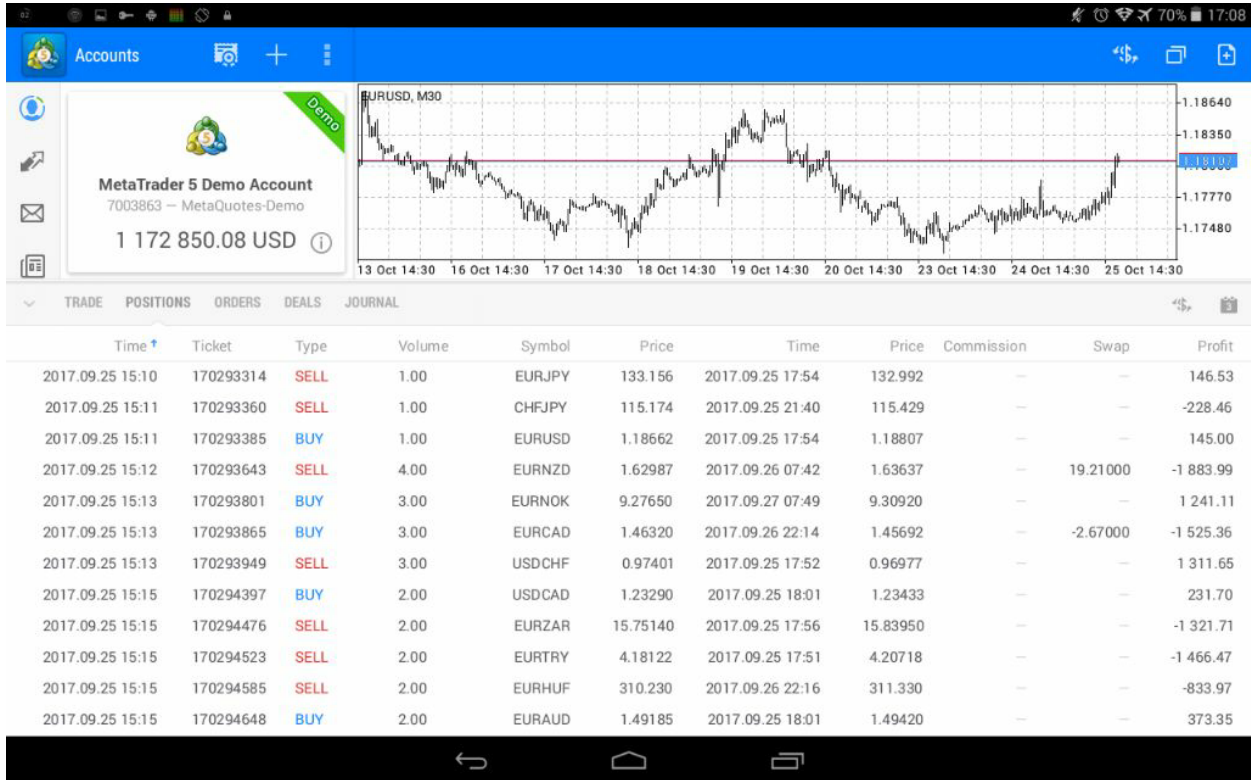 02
70% 17:08
Accounts
Demo
5
MetaTrader 5 Demo Account
7003863 — MetaQuotes-Demo
1 172 850.08 USD
EURUSD, M30
1.18640
1.18350
1.18107
1.17770
1.17480
13 Oct 14:30 16 Oct 14:30 17 Oct 14:30 18 Oct 14:30 19 Oct 14:30 20 Oct 14:30 23 Oct 14:30 24 Oct 14:30 25 Oct 14:30
TRADE POSITIONS ORDERS DEALS JOURNAL 3
Time ↑ Ticket Type Volume Symbol Price Time Price Commission Swap Profit
2017.09.25 15:10 170293314 SELL 1.00 EURJPY 133.156 2017.09.25 17:54 132.992 — — 146.53
2017.09.25 15:11 170293360 SELL 1.00 CHFJPY 115.174 2017.09.25 21:40 115.429 — — -228.46
2017.09.25 15:11 170293385 BUY 1.00 EURUSD 1.18662 2017.09.25 17:54 1.18807 — — 145.00
2017.09.25 15:12 170293643 SELL 4.00 EURNZD 1.62987 2017.09.26 07:42 1.63637 — 19.21000 -1 883.99
2017.09.25 15:13 170293801 BUY 3.00 EURNOK 9.27650 2017.09.27 07:49 9.30920 — — 1 241.11
2017.09.25 15:13 170293865 BUY 3.00 EURCAD 1.46320 2017.09.26 22:14 1.45692 — -2.67000 -1 525.36
2017.09.25 15:13 170293949 SELL 3.00 USDCHF 0.97401 2017.09.25 17:52 0.96977 — — 1 311.65
2017.09.25 15:15 170294397 BUY 2.00 USDCAD 1.23290 2017.09.25 18:01 1.23433 — — 231.70
2017.09.25 15:15 170294476 SELL 2.00 EURZAR 15.75140 2017.09.25 17:56 15.83950 — — -1 321.71
2017.09.25 15:15 170294523 SELL 2.00 EURTRY 4.18122 2017.09.25 17:51 4.20718 — — -1 466.47
2017.09.25 15:15 170294585 SELL 2.00 EURHUF 310.230 2017.09.26 22:16 311.330 — — -833.97
2017.09.25 15:15 170294648 BUY 2.00 EURAUD 1.49185 2017.09.25 18:01 1.49420 — — 373.35